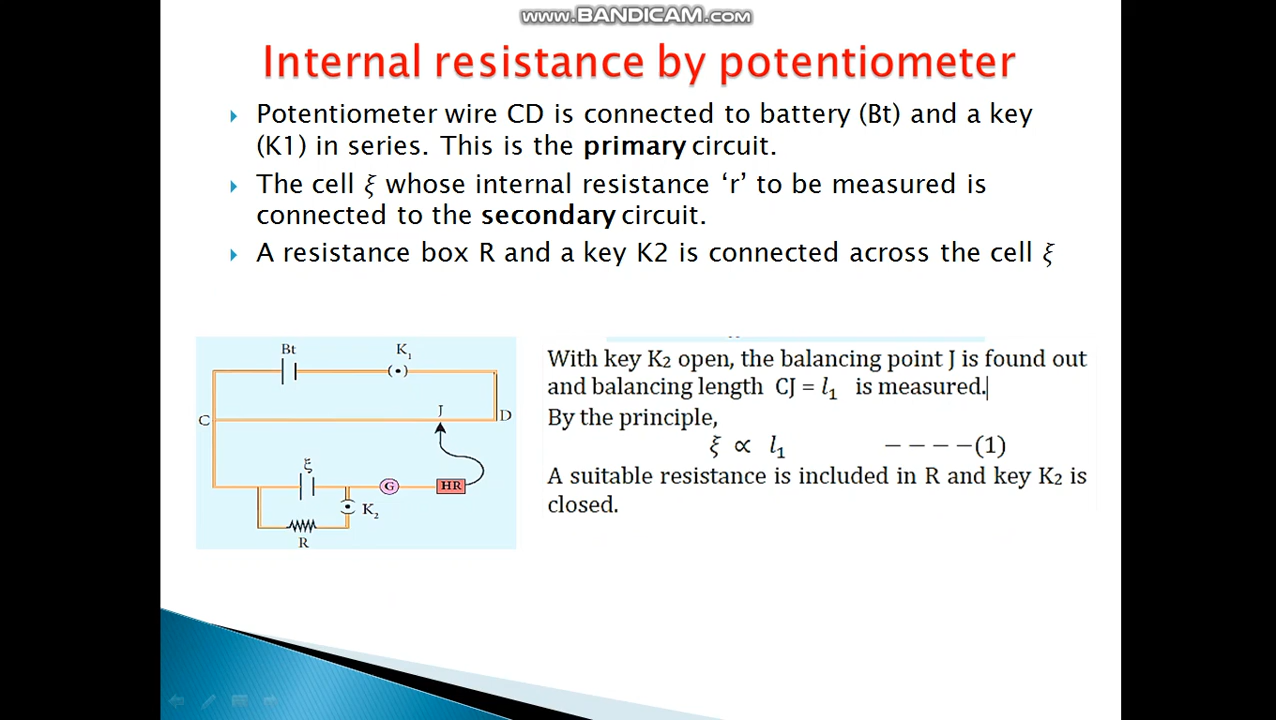 www.BANDICAM.com
Internal resistance by potentiometer
Potentiometer wire CD is connected to battery (Bt) and a key
(K1) in series. This is the primary circuit.
The cell ξ whose internal resistance ‘r’ to be measured is
connected to the secondary circuit.
A resistance box R and a key K2 is connected across the cell ξ
Bt
K₁
C
J
D
ξ
G
HR
K₂
R
With key K₂ open, the balancing point J is found out
and balancing length CJ = l₁ is measured.
By the principle,
ξ ∝ l₁ − − − −(1)
A suitable resistance is included in R and key K₂ is
closed.